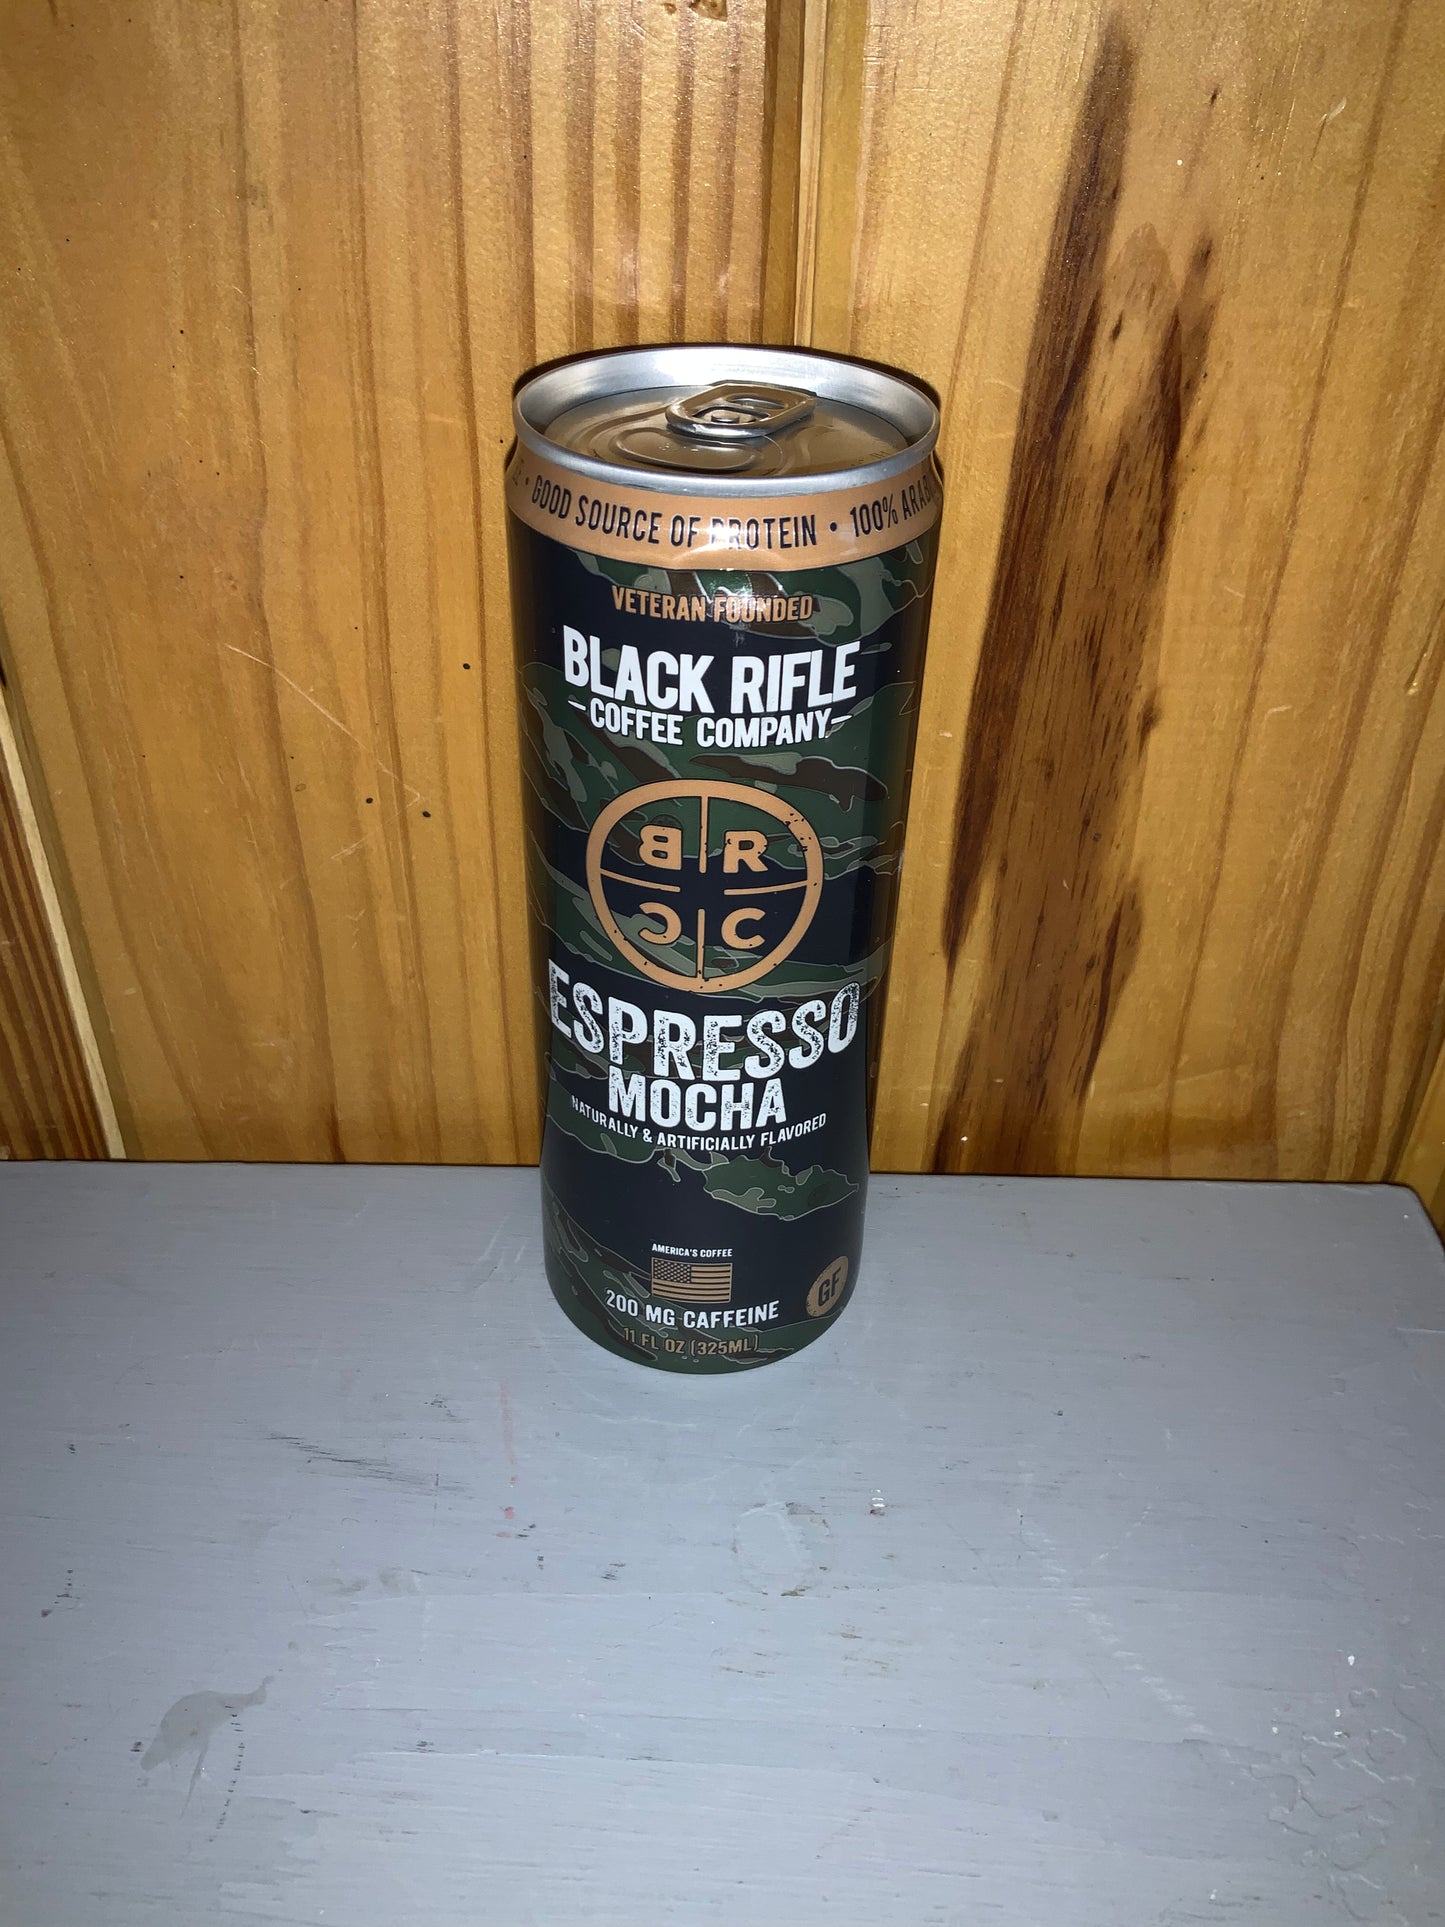 • GOOD SOURCE OF PROTEIN • 100%
VETERAN FOUNDED
BLACK RIFLE
COFFEE COMPANY
B R
C C
ESPRESSO
MOCHA
NATURALLY & ARTIFICIALLY FLAVORED
AMERICA'S COFFEE
200 MG CAFFEINE
GF
11 FL OZ (325ML)